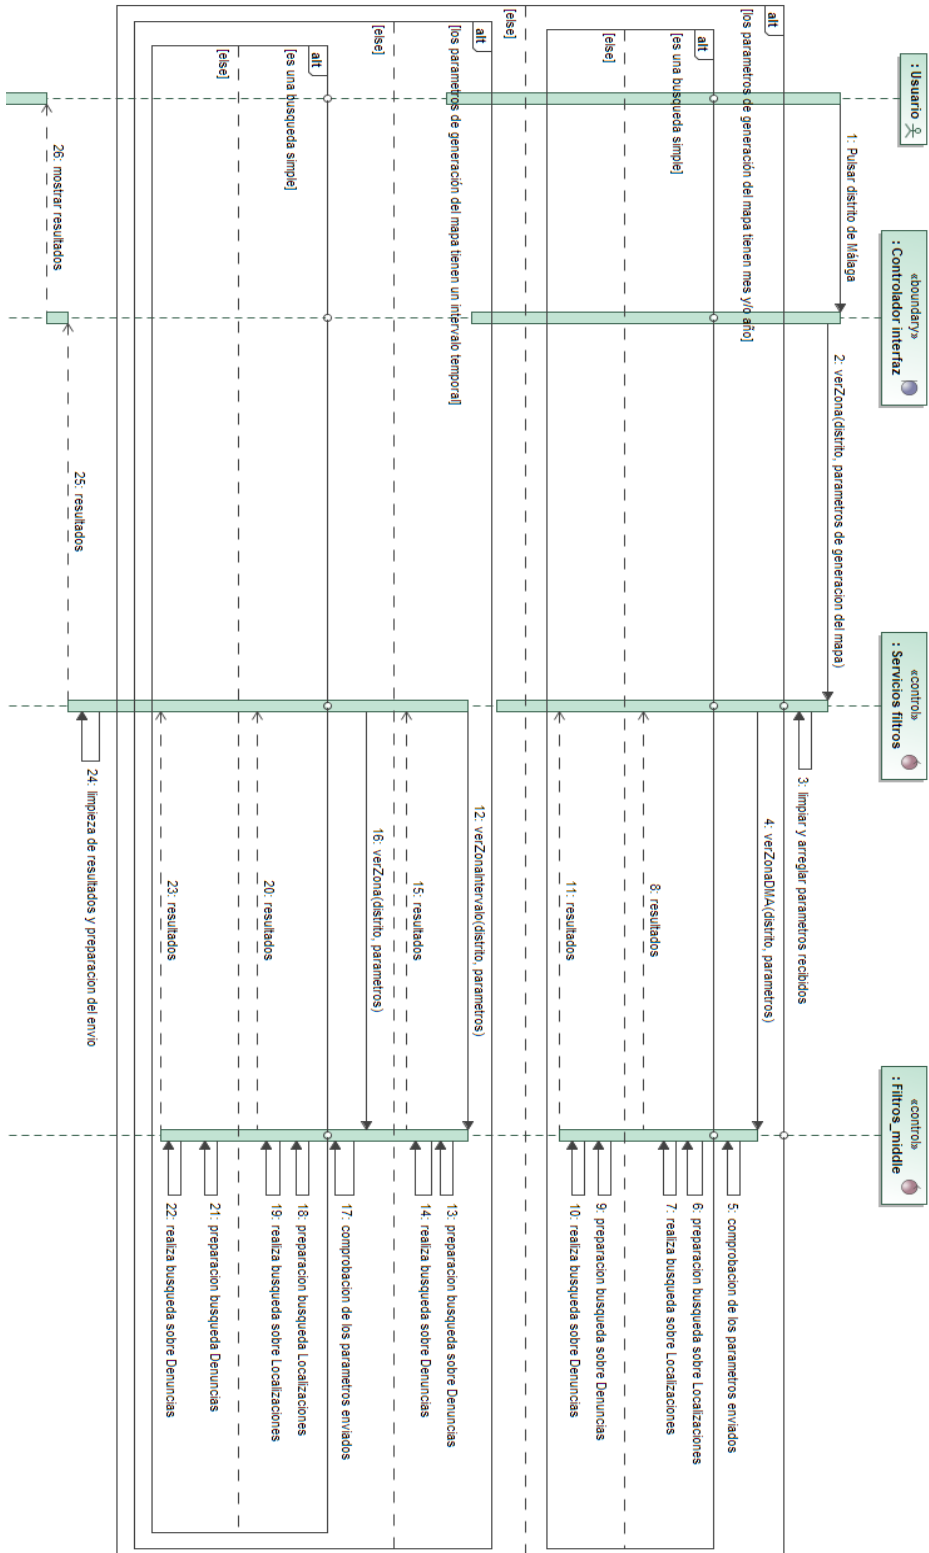 : Usuario
«boundary»
: Controlador interfaz
«control»
: Servicios filtros
«control»
: Filtros_middle
1: Pulsar distrito de Málaga
2: verZona(distrito, parametros de generacion del mapa)
3: limpiar y arreglar parametros recibidos
alt
[los parametros de generación del mapa tienen mes y/o año]
4: verZonaDMA(distrito, parametros)
5: comprobacion de los parametros enviados
alt
[es una busqueda simple]
6: preparacion busqueda sobre Localizaciones
7: realiza busqueda sobre Localizaciones
8: resultados
[else]
9: preparacion busqueda sobre Denuncias
10: realiza busqueda sobre Denuncias
11: resultados
[else]
alt
[los parametros de generación del mapa tienen un intervalo temporal]
12: verZonaIntervalo(distrito, parametros)
13: preparacion busqueda sobre Denuncias
14: realiza busqueda sobre Denuncias
15: resultados
[else]
16: verZona(distrito, parametros)
17: comprobacion de los parametros enviados
alt
[es una busqueda simple]
18: preparacion busqueda Localizaciones
19: realiza busqueda sobre Localizaciones
20: resultados
[else]
21: preparacion busqueda Denuncias
22: realiza busqueda sobre Denuncias
23: resultados
24: limpieza de resultados y preparacion del envio
25: resultados
26: mostrar resultados